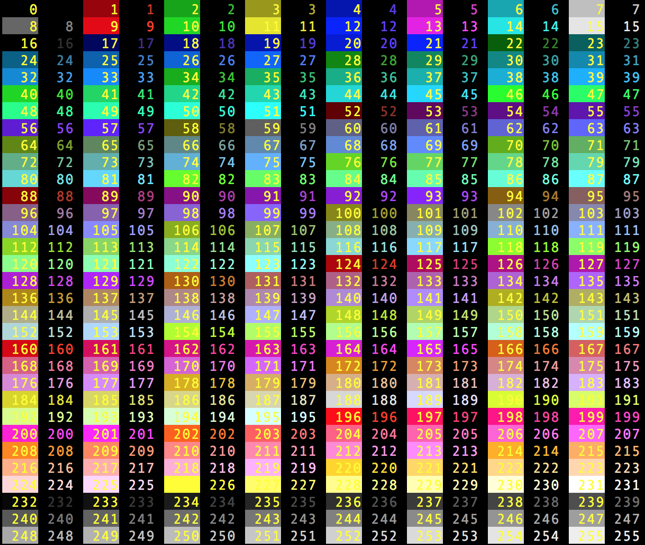 0 0 1 1 2 2 3 3 4 4 5 5 6 6 7 7
8 8 9 9 10 10 11 11 12 12 13 13 14 14 15 15
16 16 17 17 18 18 19 19 20 20 21 21 22 22 23 23
24 24 25 25 26 26 27 27 28 28 29 29 30 30 31 31
32 32 33 33 34 34 35 35 36 36 37 37 38 38 39 39
40 40 41 41 42 42 43 43 44 44 45 45 46 46 47 47
48 48 49 49 50 50 51 51 52 52 53 53 54 54 55 55
56 56 57 57 58 58 59 59 60 60 61 61 62 62 63 63
64 64 65 65 66 66 67 67 68 68 69 69 70 70 71 71
72 72 73 73 74 74 75 75 76 76 77 77 78 78 79 79
80 80 81 81 82 82 83 83 84 84 85 85 86 86 87 87
88 88 89 89 90 90 91 91 92 92 93 93 94 94 95 95
96 96 97 97 98 98 99 99 100 100 101 101 102 102 103 103
104 104 105 105 106 106 107 107 108 108 109 109 110 110 111 111
112 112 113 113 114 114 115 115 116 116 117 117 118 118 119 119
120 120 121 121 122 122 123 123 124 124 125 125 126 126 127 127
128 128 129 129 130 130 131 131 132 132 133 133 134 134 135 135
136 136 137 137 138 138 139 139 140 140 141 141 142 142 143 143
144 144 145 145 146 146 147 147 148 148 149 149 150 150 151 151
152 152 153 153 154 154 155 155 156 156 157 157 158 158 159 159
160 160 161 161 162 162 163 163 164 164 165 165 166 166 167 167
168 168 169 169 170 170 171 171 172 172 173 173 174 174 175 175
176 176 177 177 178 178 179 179 180 180 181 181 182 182 183 183
184 184 185 185 186 186 187 187 188 188 189 189 190 190 191 191
192 192 193 193 194 194 195 195 196 196 197 197 198 198 199 199
200 200 201 201 202 202 203 203 204 204 205 205 206 206 207 207
208 208 209 209 210 210 211 211 212 212 213 213 214 214 215 215
216 216 217 217 218 218 219 219 220 220 221 221 222 222 223 223
224 224 225 225 226 227 227 228 228 229 229 230 230 231 231
232 232 233 233 234 234 235 235 236 236 237 237 238 238 239 239
240 240 241 241 242 242 243 243 244 244 245 245 246 246 247 247
248 248 249 249 250 250 251 251 252 252 253 253 254 254 255 255